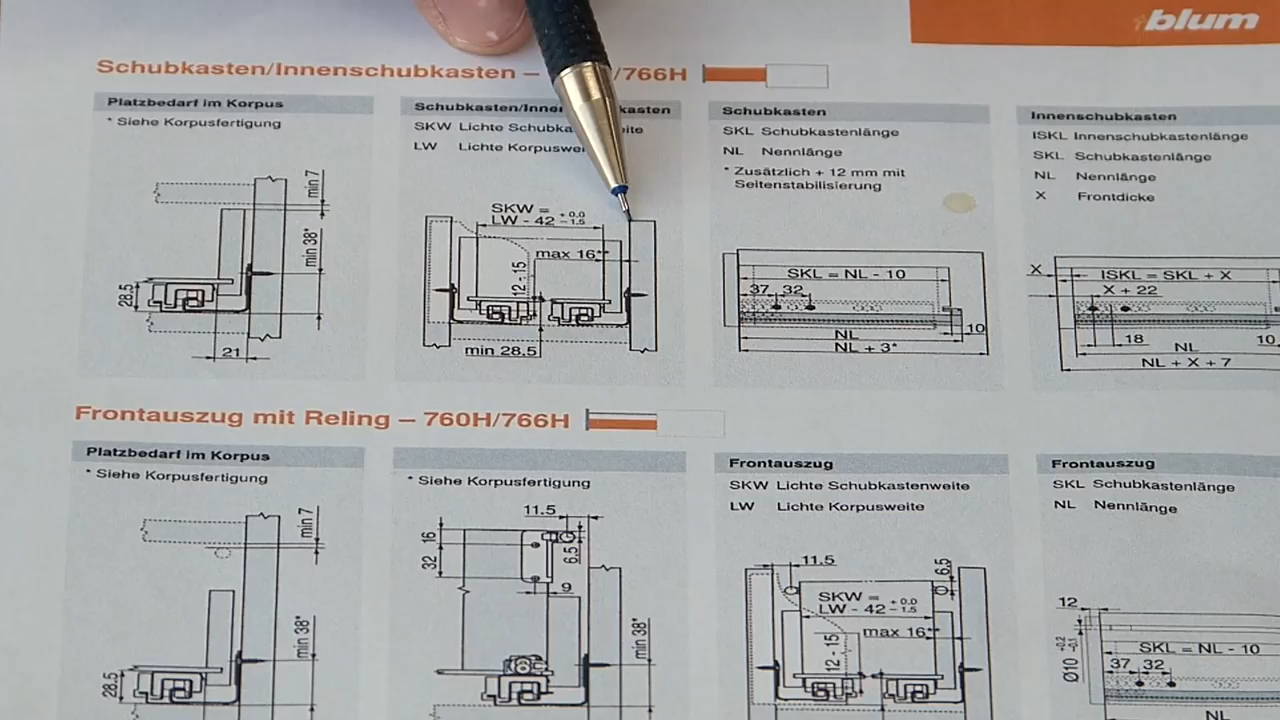 blum
Schubkasten/Innenschubkasten – /766H
Platzbedarf im Korpus
* Siehe Korpusfertigung
min 7
min 38*
28.5
21
SKW Lichte
LW Lichte
SKW = +0.0
LW - 42 -1.5
max 16*
12 - 15
min 28.5
Schubkasten
SKL Schubkastenlänge
NL Nennlänge
* Zusätzlich + 12 mm mit
Seitenstabilisierung
SKL = NL - 10
37 32
10
NL
NL + 3*
Innenschubkasten
ISKL Innenschubkastenlänge
SKL Schubkastenlänge
NL Nennlänge
X Frontdicke
X
ISKL = SKL + X
X + 22
18
NL
10
NL + X + 7
Frontauszug mit Reling – 760H/766H
Platzbedarf im Korpus
* Siehe Korpusfertigung
min 7
min 38*
28.5
* Siehe Korpusfertigung
11.5
16
6.5
32
9
min 38*
Frontauszug
SKW Lichte Schubkastenweite
LW Lichte Korpusweite
11.5
6.5
SKW = +0.0
LW - 42 -1.5
max 16*
12 - 15
Frontauszug
SKL Schubkastenlänge
NL Nennlänge
12
Ø10 +0.2 -0.1
SKL = NL - 10
37 32
NL